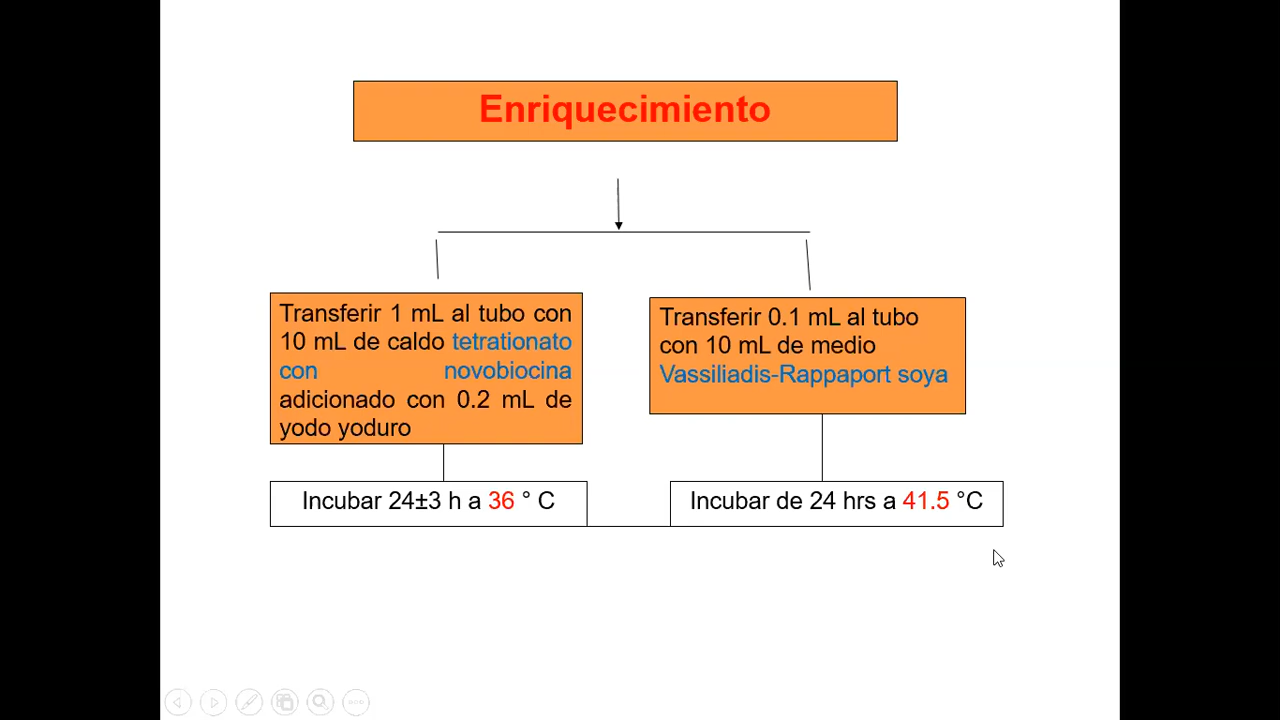 Enriquecimiento
Transferir 1 mL al tubo con
10 mL de caldo tetrationato
con novobiocina
adicionado con 0.2 mL de
yodo yoduro
Transferir 0.1 mL al tubo
con 10 mL de medio
Vassiliadis-Rappaport soya
Incubar 24±3 h a 36 ° C
Incubar de 24 hrs a 41.5 °C